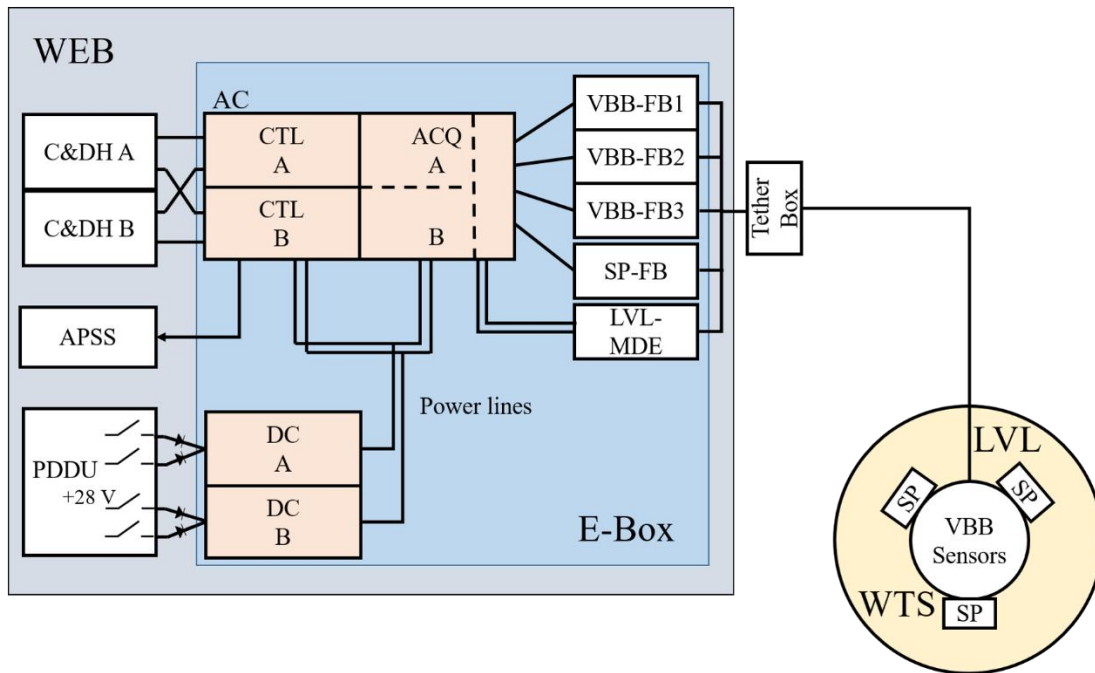 WEB
AC
C&DH A
C&DH B
CTL
A
CTL
B
ACQ
A
B
VBB-FB1
VBB-FB2
VBB-FB3
SP-FB
LVL-
MDE
Tether
Box
APSS
Power lines
PDDU
+28 V
DC
A
DC
B
E-Box
LVL
SP
SP
VBB
Sensors
WTS
SP